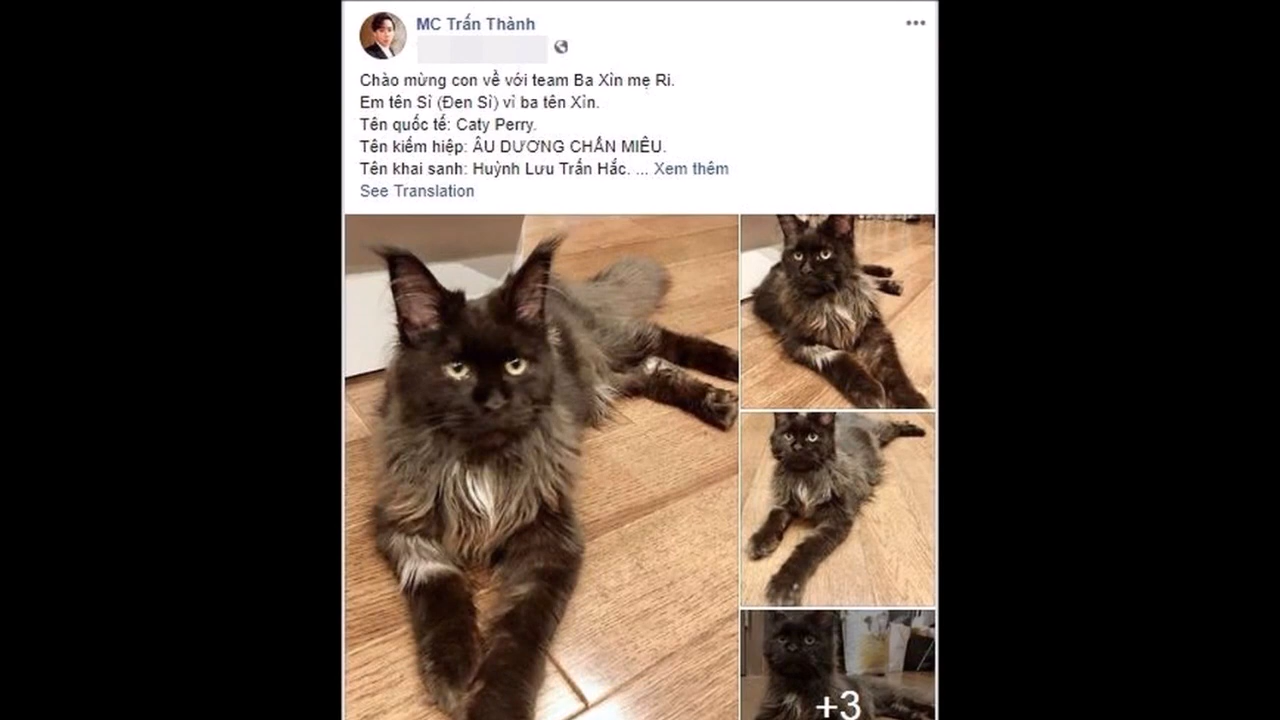 MC Trấn Thành
Chào mừng con về với team Ba Xìn mẹ Ri.
Em tên Sì (Đen Sì) vì ba tên Xìn.
Tên quốc tế: Caty Perry.
Tên kiếm hiệp: ÂU DƯƠNG CHẤN MIÊU.
Tên khai sanh: Huỳnh Lưu Trấn Hắc. ... Xem thêm
See Translation
+3